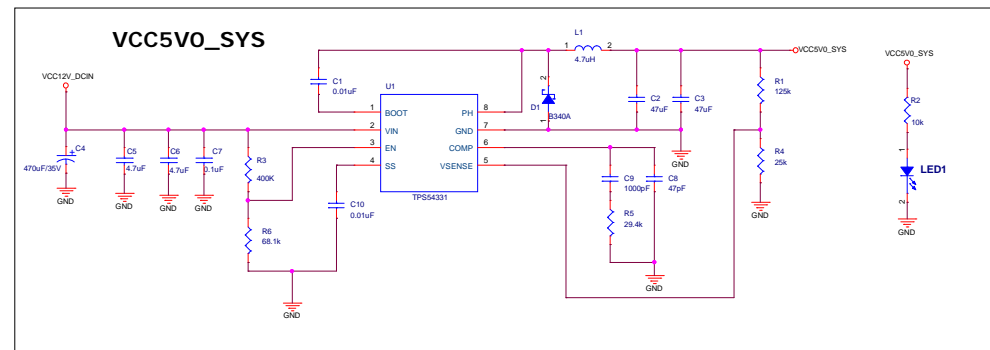 VCC5V0_SYS
VCC12V_DCIN
C4
470uF/35V
GND
C5
4.7uF
GND
C6
4.7uF
GND
C7
0.1uF
GND
R3
400K
R6
68.1k
GND
C1
0.01uF
C10
0.01uF
U1
1 BOOT
2 VIN
3 EN
4 SS
PH 8
GND 7
COMP 6
VSENSE 5
TPS54331
L1
1 2
4.7uH
2
D1
1
B340A
C2
47uF
C3
47uF
GND
C9
1000pF
C8
47pF
R5
29.4k
GND
VCC5V0_SYS
R1
125k
R4
25k
GND
VCC5V0_SYS
R2
10k
1
LED1
2
GND